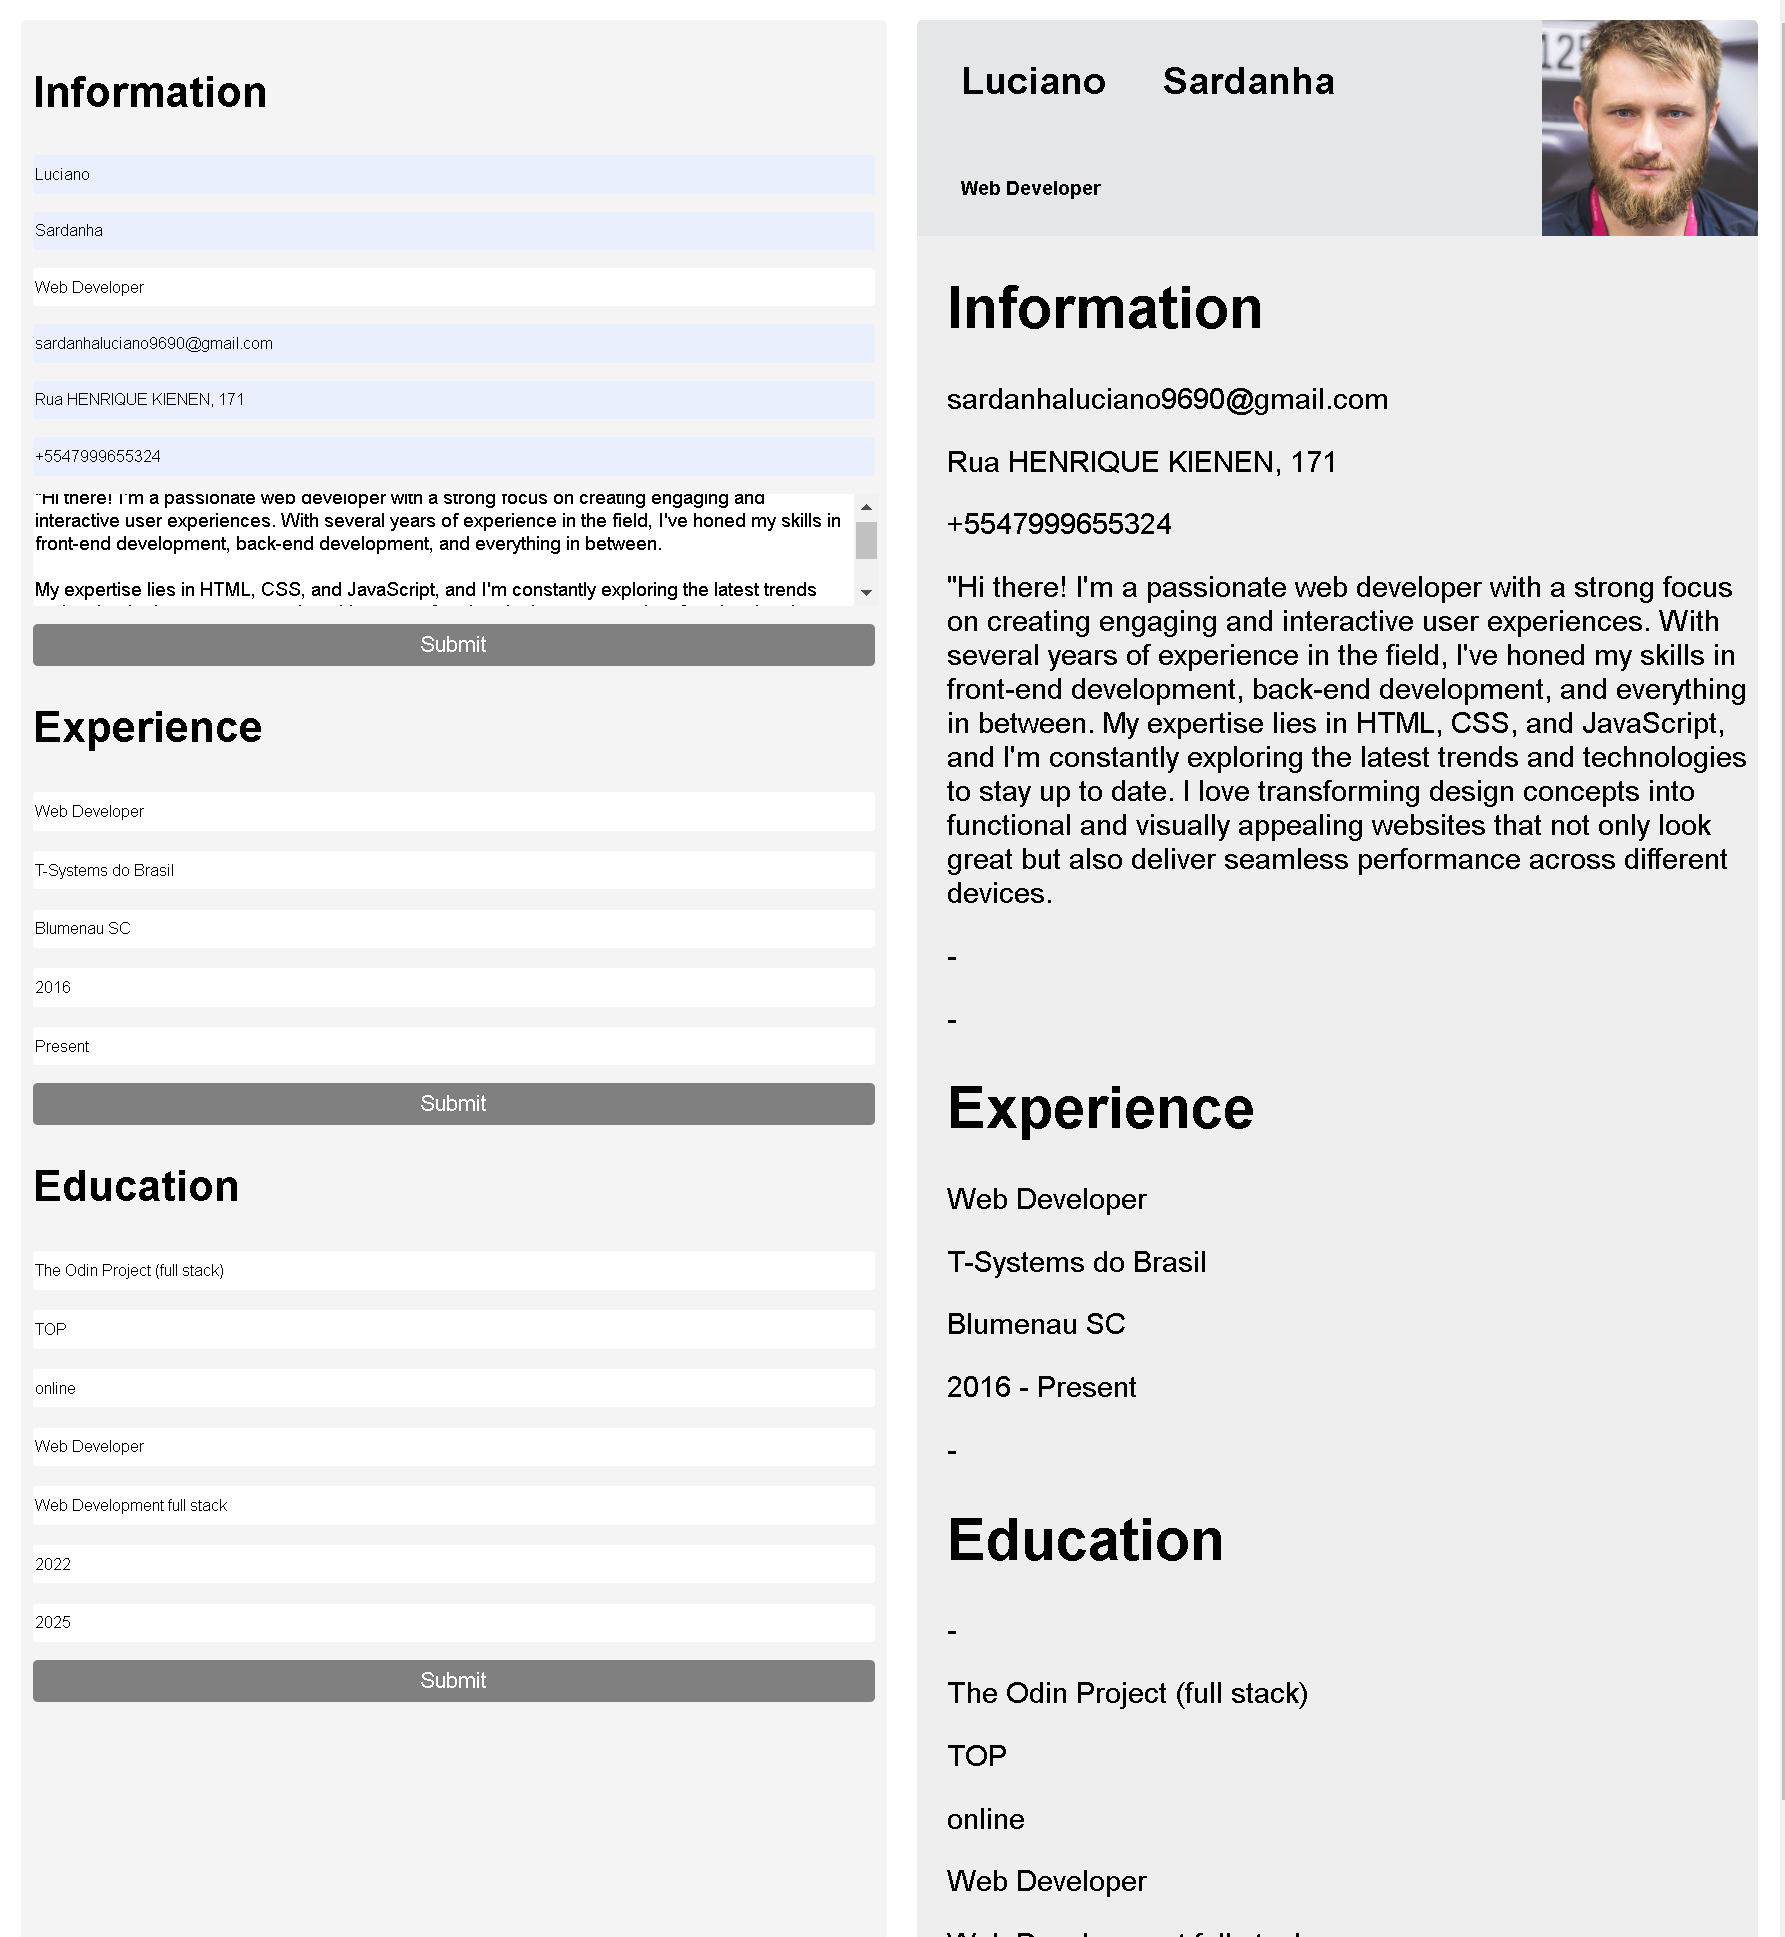 Information
Luciano
Sardanha
Web Developer
sardanhaluciano9690@gmail.com
Rua HENRIQUE KIENEN, 171
+5547999655324
"Hi there! I'm a passionate web developer with a strong focus on creating engaging and
interactive user experiences. With several years of experience in the field, I've honed my skills in
front-end development, back-end development, and everything in between.
My expertise lies in HTML, CSS, and JavaScript, and I'm constantly exploring the latest trends
Submit
Experience
Web Developer
T-Systems do Brasil
Blumenau SC
2016
Present
Submit
Education
The Odin Project (full stack)
TOP
online
Web Developer
Web Development full stack
2022
2025
Submit
Luciano Sardanha
Web Developer
125
Information
sardanhaluciano9690@gmail.com
Rua HENRIQUE KIENEN, 171
+5547999655324
"Hi there! I'm a passionate web developer with a strong focus
on creating engaging and interactive user experiences. With
several years of experience in the field, I've honed my skills in
front-end development, back-end development, and everything
in between. My expertise lies in HTML, CSS, and JavaScript,
and I'm constantly exploring the latest trends and technologies
to stay up to date. I love transforming design concepts into
functional and visually appealing websites that not only look
great but also deliver seamless performance across different
devices.
-
-
Experience
Web Developer
T-Systems do Brasil
Blumenau SC
2016 - Present
-
Education
-
The Odin Project (full stack)
TOP
online
Web Developer